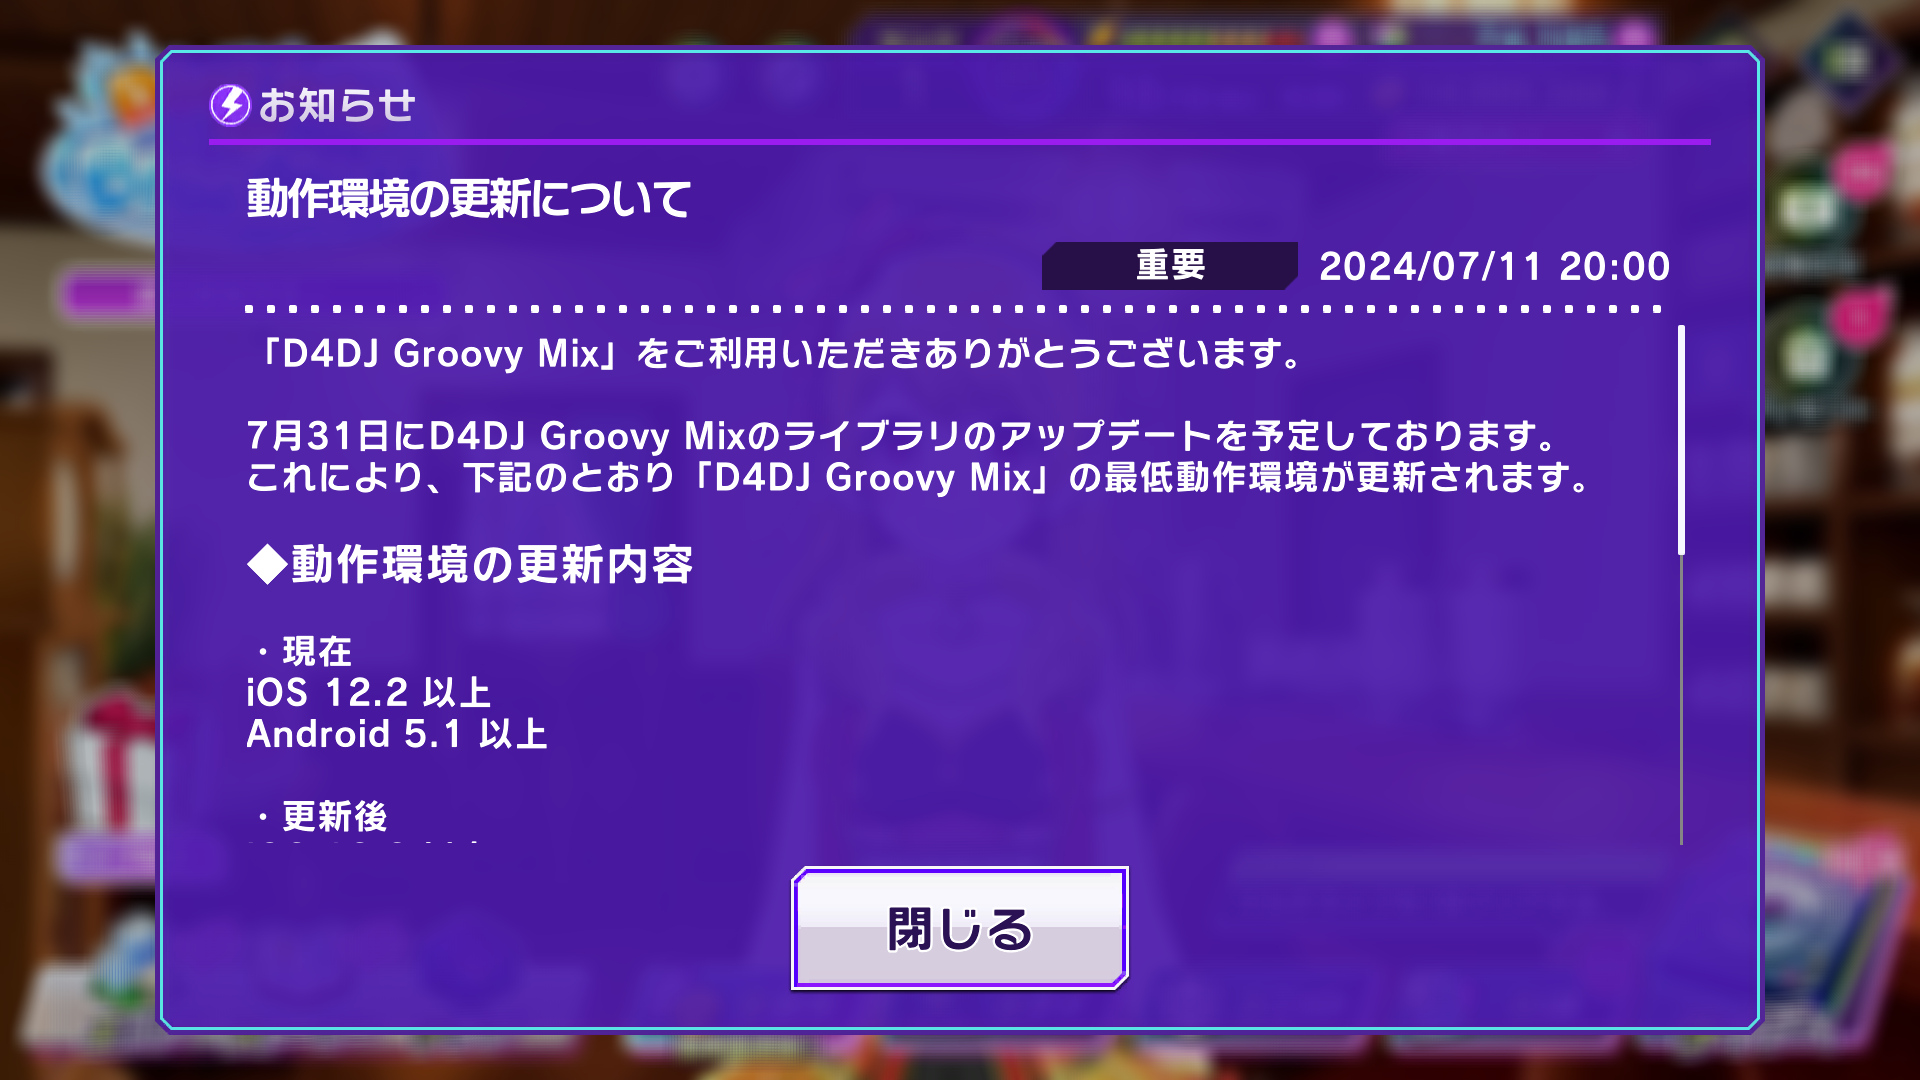 お知らせ
動作環境の更新について
重要 2024/07/11 20:00
「D4DJ Groovy Mix」をご利用いただきありがとうございます。
7月31日にD4DJ Groovy Mixのライブラリのアップデートを予定しております。
これにより、下記のとおり「D4DJ Groovy Mix」の最低動作環境が更新されます。
◆動作環境の更新内容
・現在
iOS 12.2 以上
Android 5.1 以上
・更新後
閉じる